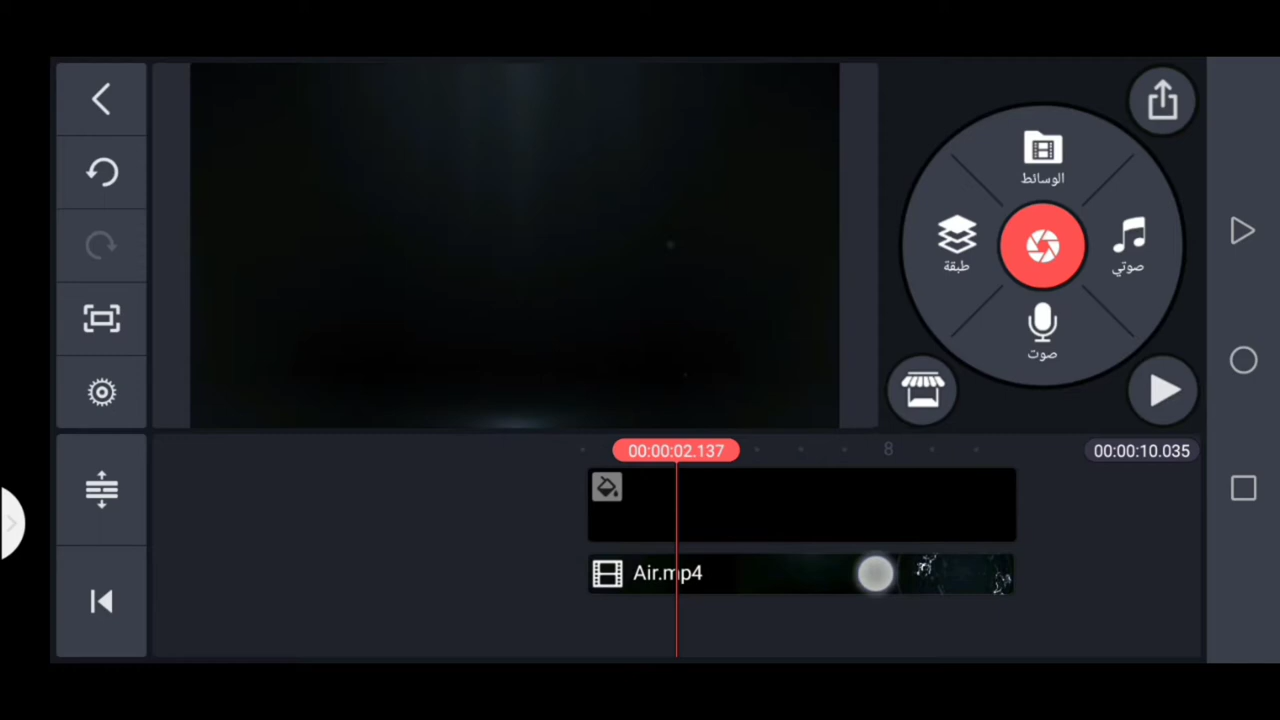 الوسائط
طبقة
صوتي
صوت
00:00:02.137
8
00:00:10.035
Air.mp4